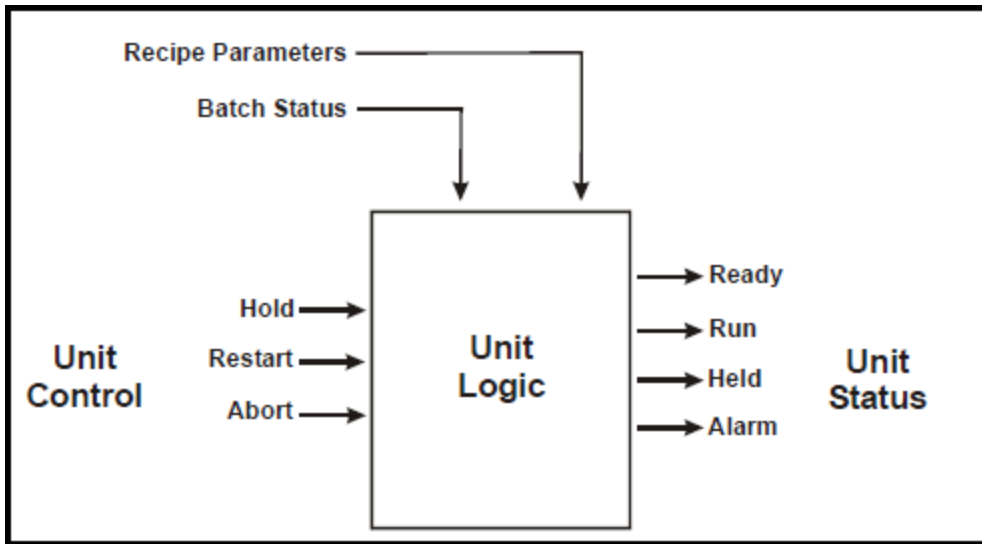 Recipe Parameters
Batch Status
Hold
Restart
Abort
Unit
Control
Unit
Logic
Ready
Run
Held
Alarm
Unit
Status